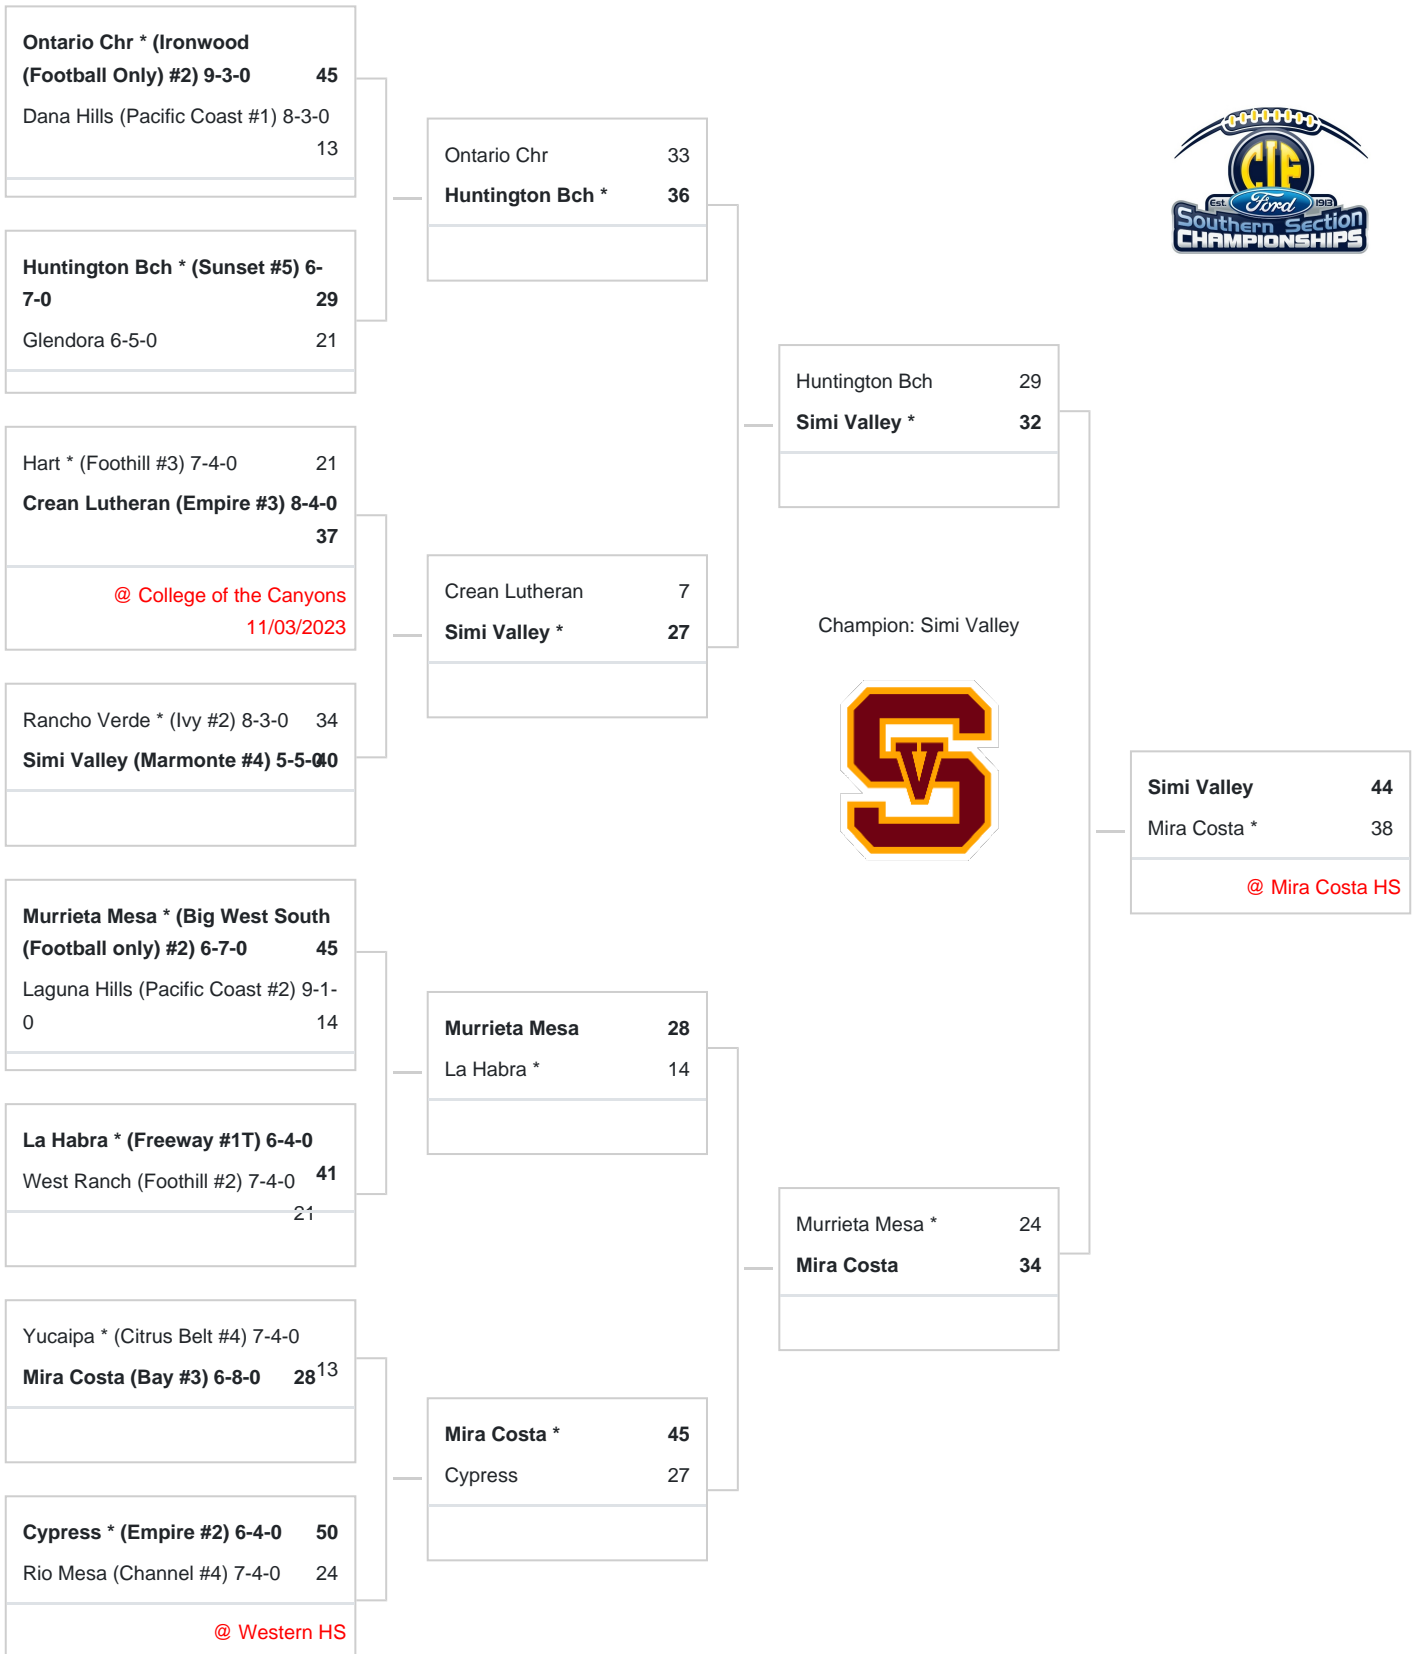 Ontario Chr * (Ironwood
(Football Only) #2) 9-3-0 45
Dana Hills (Pacific Coast #1) 8-3-0
13
Huntington Bch * (Sunset #5) 6-
7-0 29
Glendora 6-5-0 21
Hart * (Foothill #3) 7-4-0 21
Crean Lutheran (Empire #3) 8-4-0
37
@ College of the Canyons
11/03/2023
Rancho Verde * (Ivy #2) 8-3-0 34
Simi Valley (Marmonte #4) 5-5-0 40
Murrieta Mesa * (Big West South
(Football only) #2) 6-7-0 45
Laguna Hills (Pacific Coast #2) 9-1-
0 14
La Habra * (Freeway #1T) 6-4-0
41
West Ranch (Foothill #2) 7-4-0
21
Yucaipa * (Citrus Belt #4) 7-4-0
13
Mira Costa (Bay #3) 6-8-0 28
Cypress * (Empire #2) 6-4-0 50
Rio Mesa (Channel #4) 7-4-0 24
@ Western HS
Ontario Chr 33
Huntington Bch * 36
Crean Lutheran 7
Simi Valley * 27
Murrieta Mesa 28
La Habra * 14
Mira Costa * 45
Cypress 27
Huntington Bch 29
Simi Valley * 32
Champion: Simi Valley
S
V
Murrieta Mesa * 24
Mira Costa 34
CIF
Est. Ford 1913
Southern Section
CHAMPIONSHIPS
Simi Valley 44
Mira Costa * 38
@ Mira Costa HS